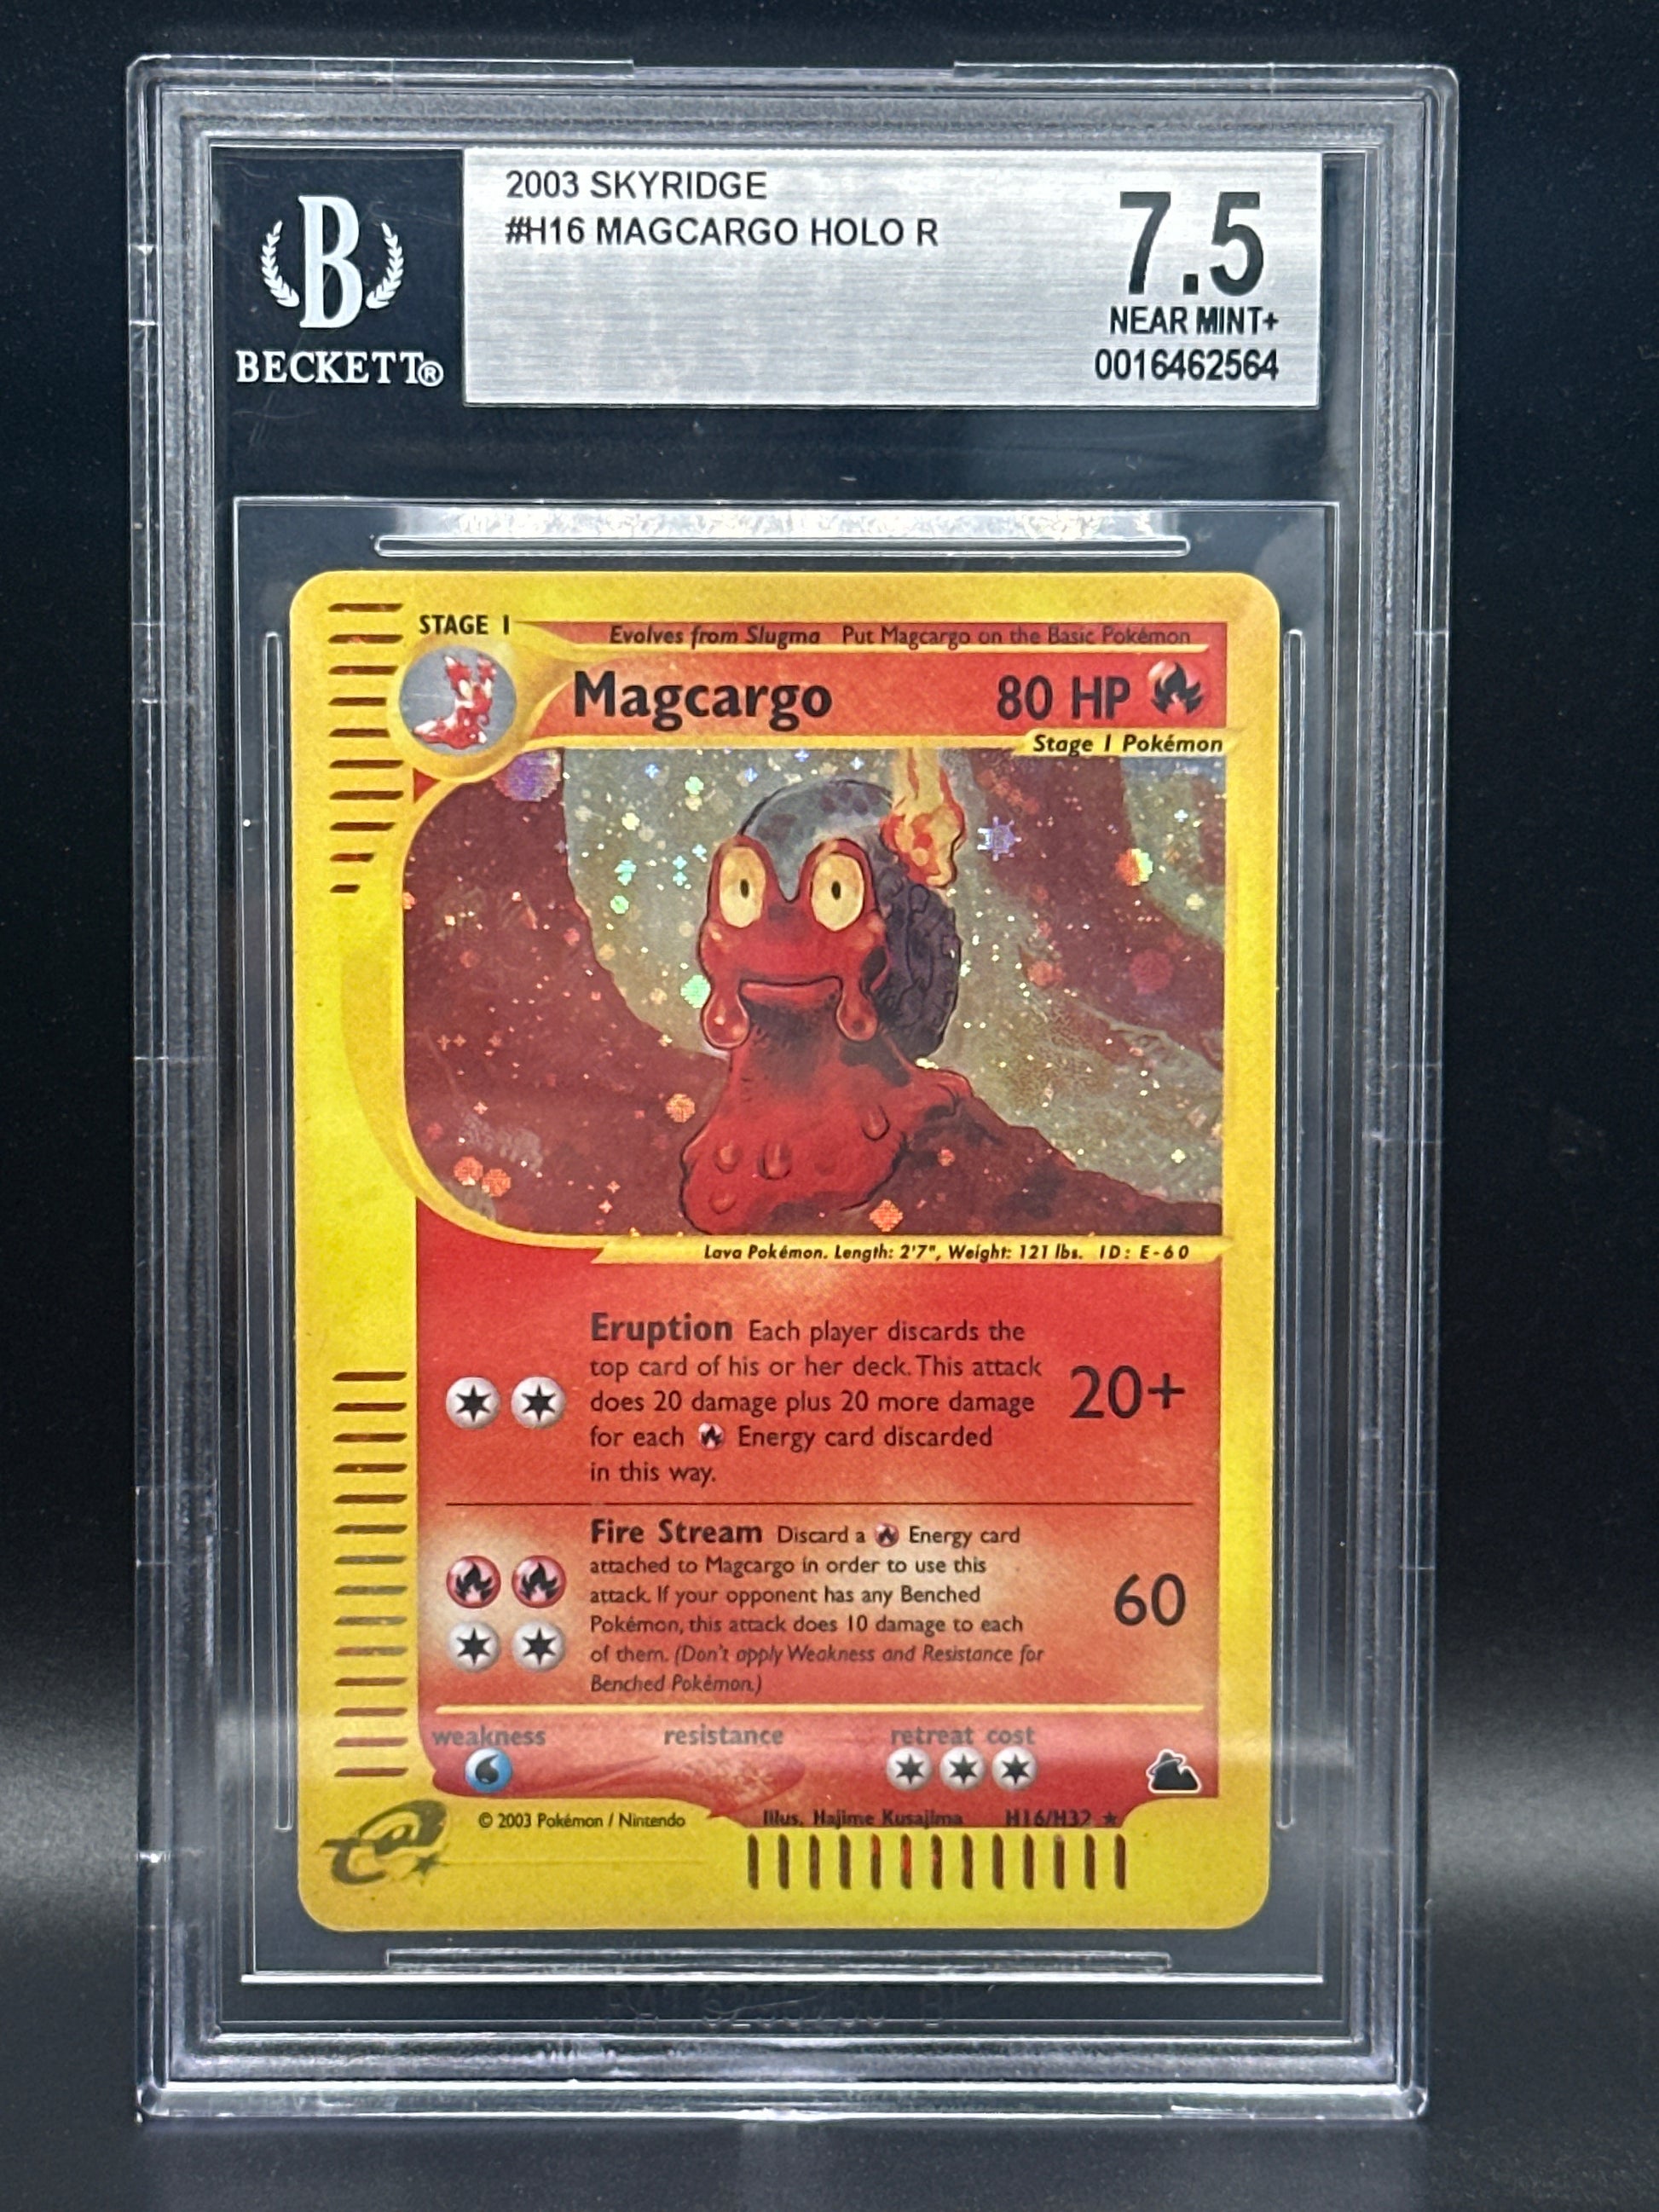 2003 SKYRIDGE
#H16 MAGCARGO HOLO R
7.5
NEAR MINT+
0016462564
B
BECKETT®
STAGE 1
Evolves from Slugma Put Magcargo on the Basic Pokémon
Magcargo 80 HP
Stage 1 Pokémon
Lava Pokémon. Length: 2'7", Weight: 121 lbs. ID: E-60
Eruption Each player discards the
top card of his or her deck. This attack
does 20 damage plus 20 more damage
for each Energy card discarded
in this way.
20+
Fire Stream Discard a Energy card
attached to Magcargo in order to use this
attack. If your opponent has any Benched
Pokémon, this attack does 10 damage to each
of them. (Don't apply Weakness and Resistance for
Benched Pokémon.)
60
weakness resistance retreat cost
© 2003 Pokémon / Nintendo Illus. Hajime Kusajima H16/H32 ★
e